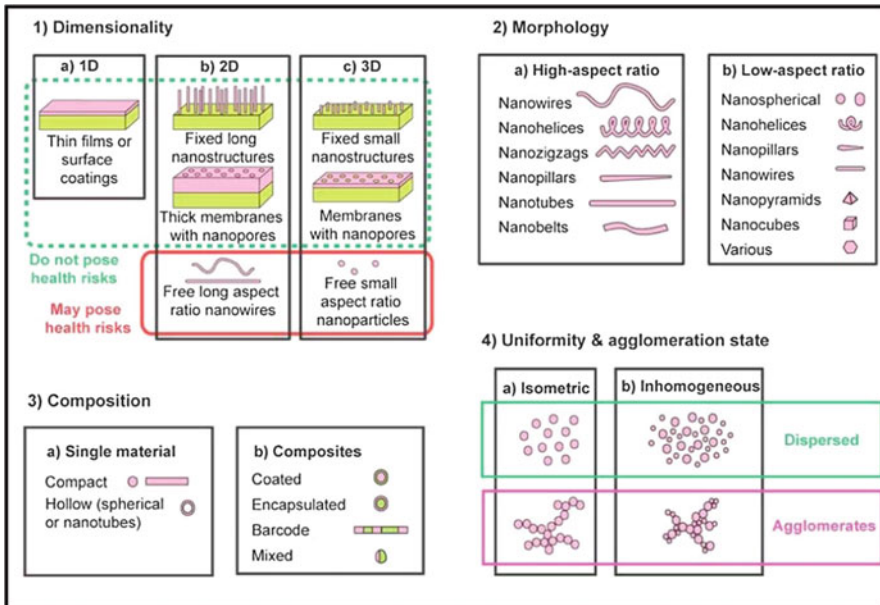 1) Dimensionality
a) 1D
b) 2D
c) 3D
Thin films or
surface
coatings
Fixed long
nanostructures
Thick membranes
with nanopores
Fixed small
nanostructures
Membranes
with nanopores
Do not pose
health risks
May pose
health risks
Free long aspect
ratio nanowires
Free small
aspect ratio
nanoparticles
2) Morphology
a) High-aspect ratio
Nanowires
Nanohelices
Nanozigzags
Nanopillars
Nanotubes
Nanobelts
b) Low-aspect ratio
Nanospherical
Nanohelices
Nanopillars
Nanowires
Nanopyramids
Nanocubes
Various
3) Composition
a) Single material
Compact
Hollow (spherical
or nanotubes)
b) Composites
Coated
Encapsulated
Barcode
Mixed
4) Uniformity & agglomeration state
a) Isometric
b) Inhomogeneous
Dispersed
Agglomerates